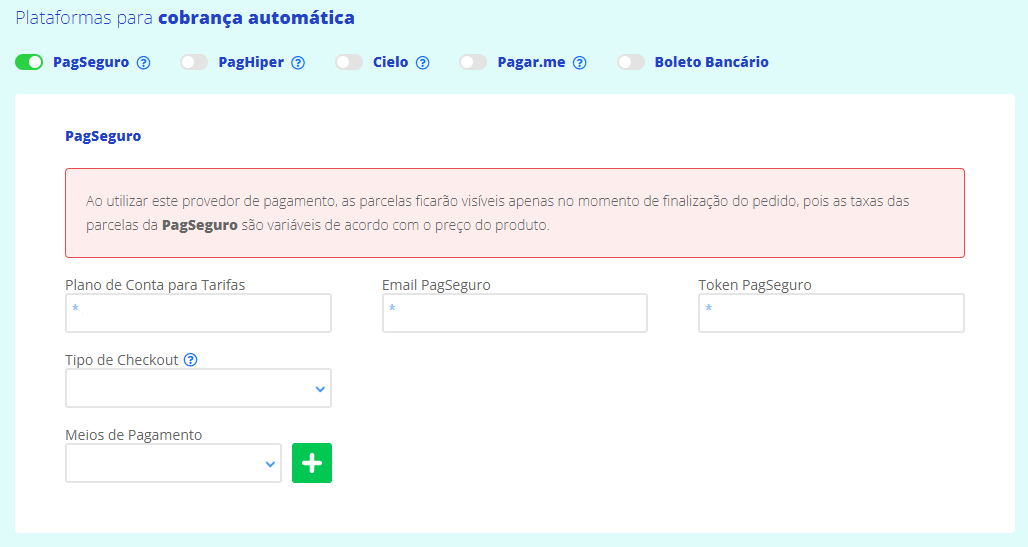 Plataformas para cobrança automática
PagSeguro ? PagHiper ? Cielo ? Pagar.me ? Boleto Bancário
PagSeguro
Ao utilizar este provedor de pagamento, as parcelas ficarão visíveis apenas no momento de finalização do pedido, pois as taxas das
parcelas da PagSeguro são variáveis de acordo com o preço do produto.
Plano de Conta para Tarifas Email PagSeguro Token PagSeguro
* * *
Tipo de Checkout ?
Meios de Pagamento
+